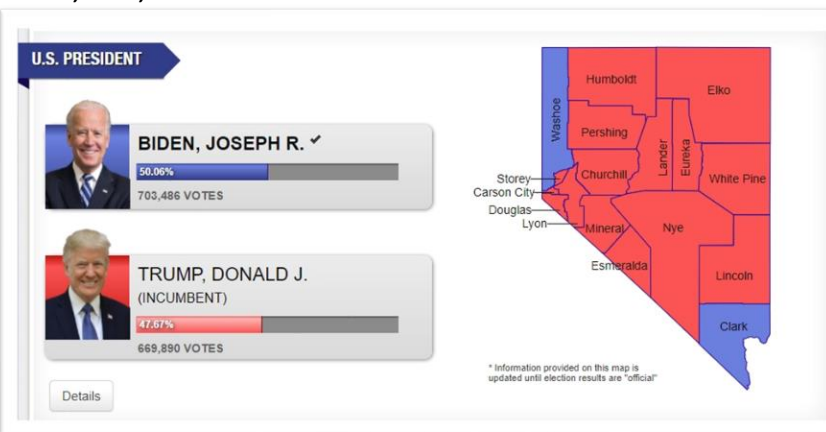 U.S. PRESIDENT
BIDEN, JOSEPH R. ✔
50.06%
703,486 VOTES
TRUMP, DONALD J.
(INCUMBENT)
47.67%
669,890 VOTES
Details
Humboldt
Elko
Washoe
Pershing
Lander
Eureka
Storey
Churchill
White Pine
Carson City
Douglas
Lyon
Mineral
Nye
Esmeralda
Lincoln
Clark
* Information provided on this map is
updated until election results are "official"